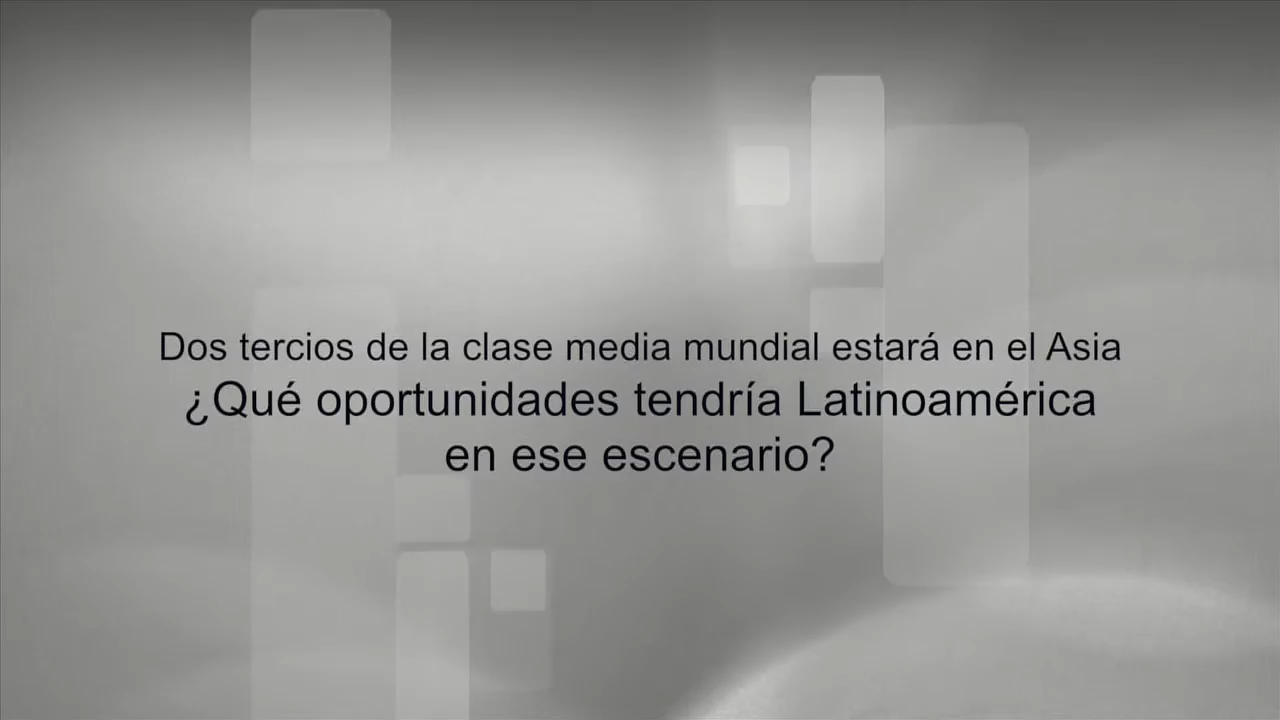 Dos tercios de la clase media mundial estará en el Asia
¿Qué oportunidades tendría Latinoamérica
en ese escenario?